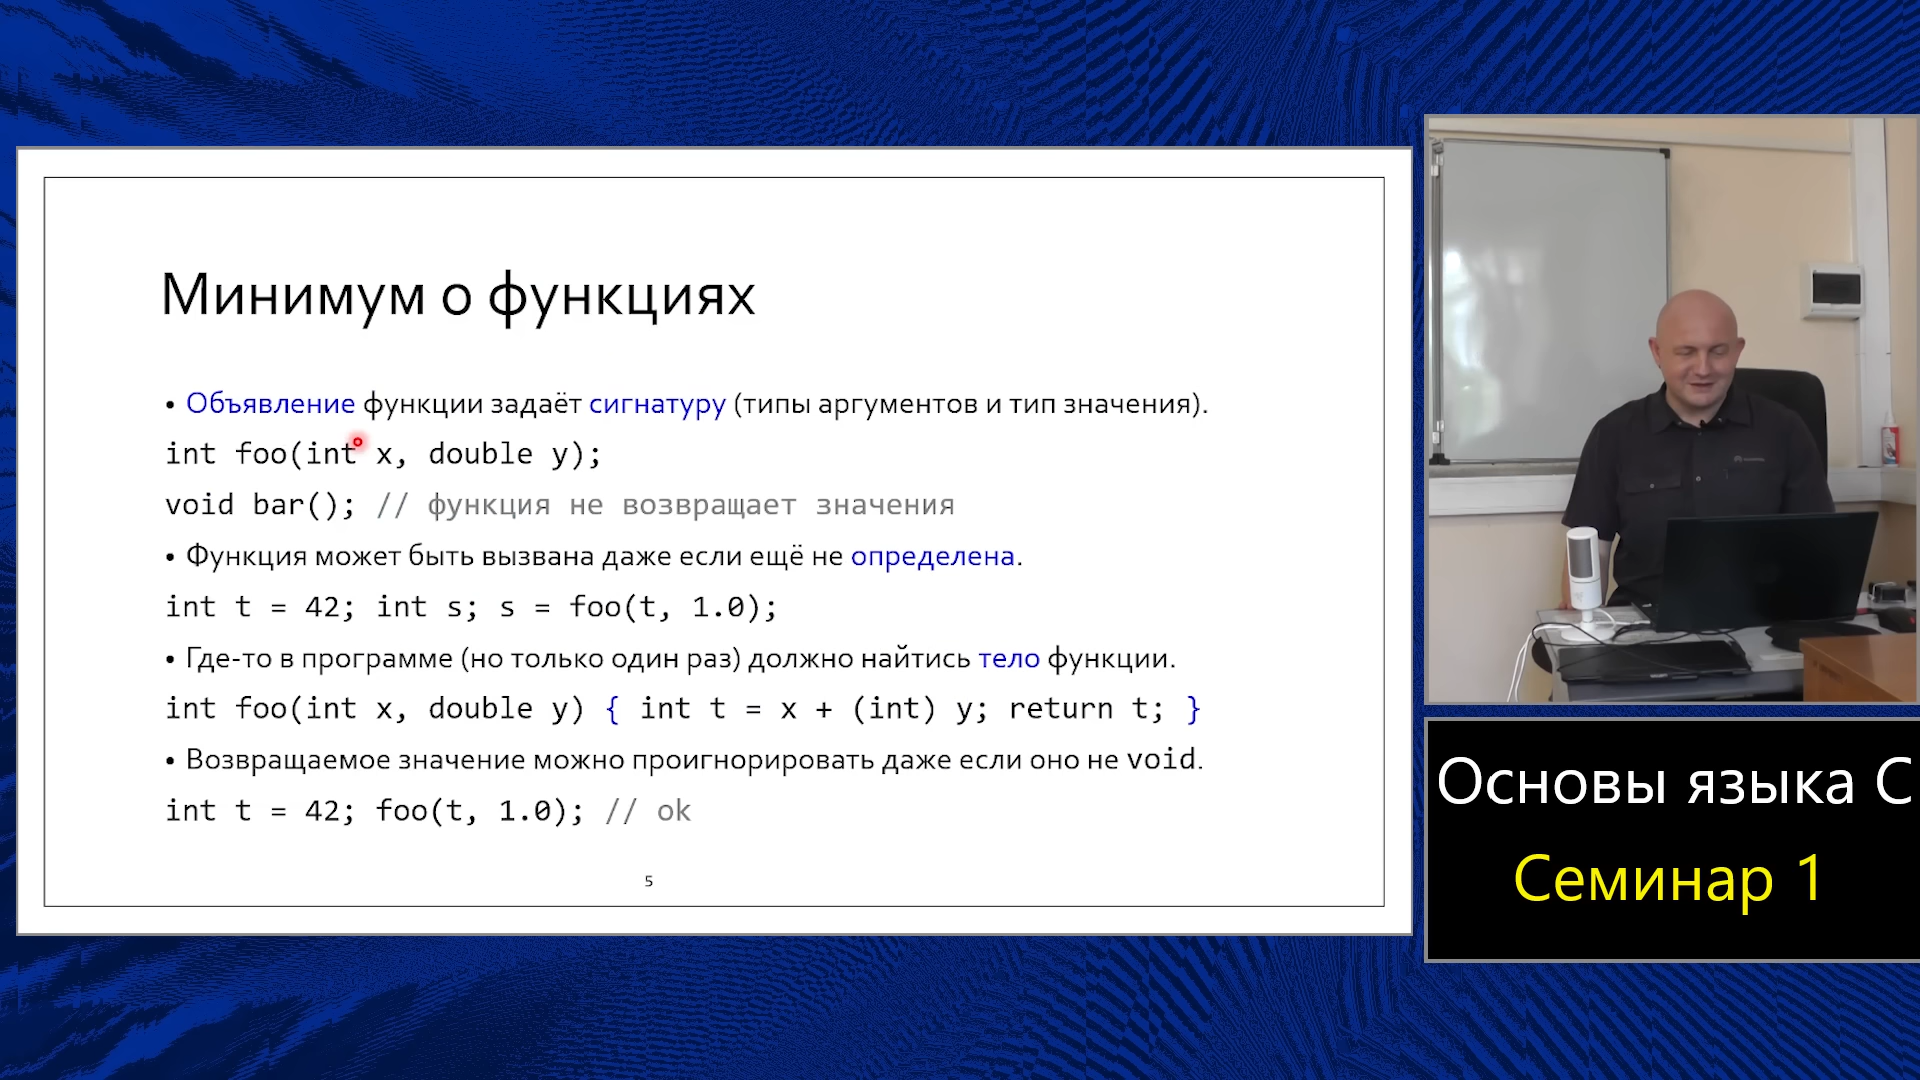 Минимум о функциях
• Объявление функции задаёт сигнатуру (типы аргументов и тип значения).
int foo(int x, double y);
void bar(); // функция не возвращает значения
• Функция может быть вызвана даже если ещё не определена.
int t = 42; int s; s = foo(t, 1.0);
• Где-то в программе (но только один раз) должно найтись тело функции.
int foo(int x, double y) { int t = x + (int) y; return t; }
• Возвращаемое значение можно проигнорировать даже если оно не void.
int t = 42; foo(t, 1.0); // ok
5
Основы языка C
Семинар 1